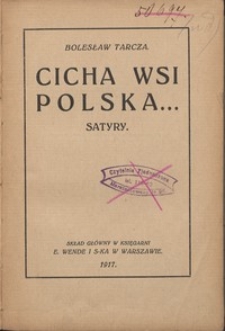 BOLESŁAW TARCZA.
CICHA WSI
POLSKA...
SATYRY.
SKŁAD GŁÓWNY W KSIĘGARNI
E. WENDE I S-KA W WARSZAWIE.
1917.